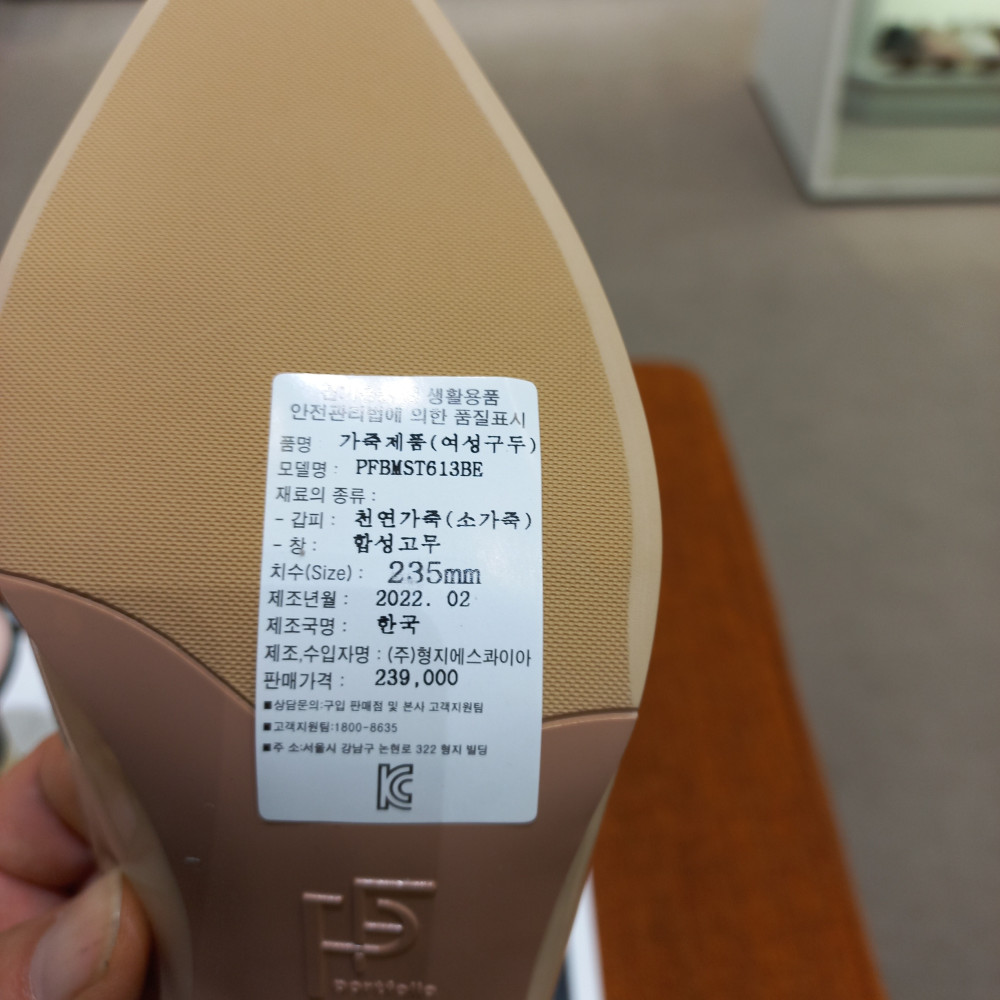 생활용품
안전관리법에 의한 품질표시
품명 가죽제품(여성구두)
모델명 : PFBMST613BE
재료의 종류 :
- 갑피 : 천연가죽(소가죽)
- 창 : 합성고무
치수(Size) : 235mm
제조년월 : 2022. 02
제조국명 : 한국
제조,수입자명 : (주)형지에스콰이아
판매가격 : 239,000
■상담문의:구입 판매점 및 본사 고객지원팀
■고객지원팀:1800-8635
■주 소:서울시 강남구 논현로 322 형지 빌딩
KC
portfolio